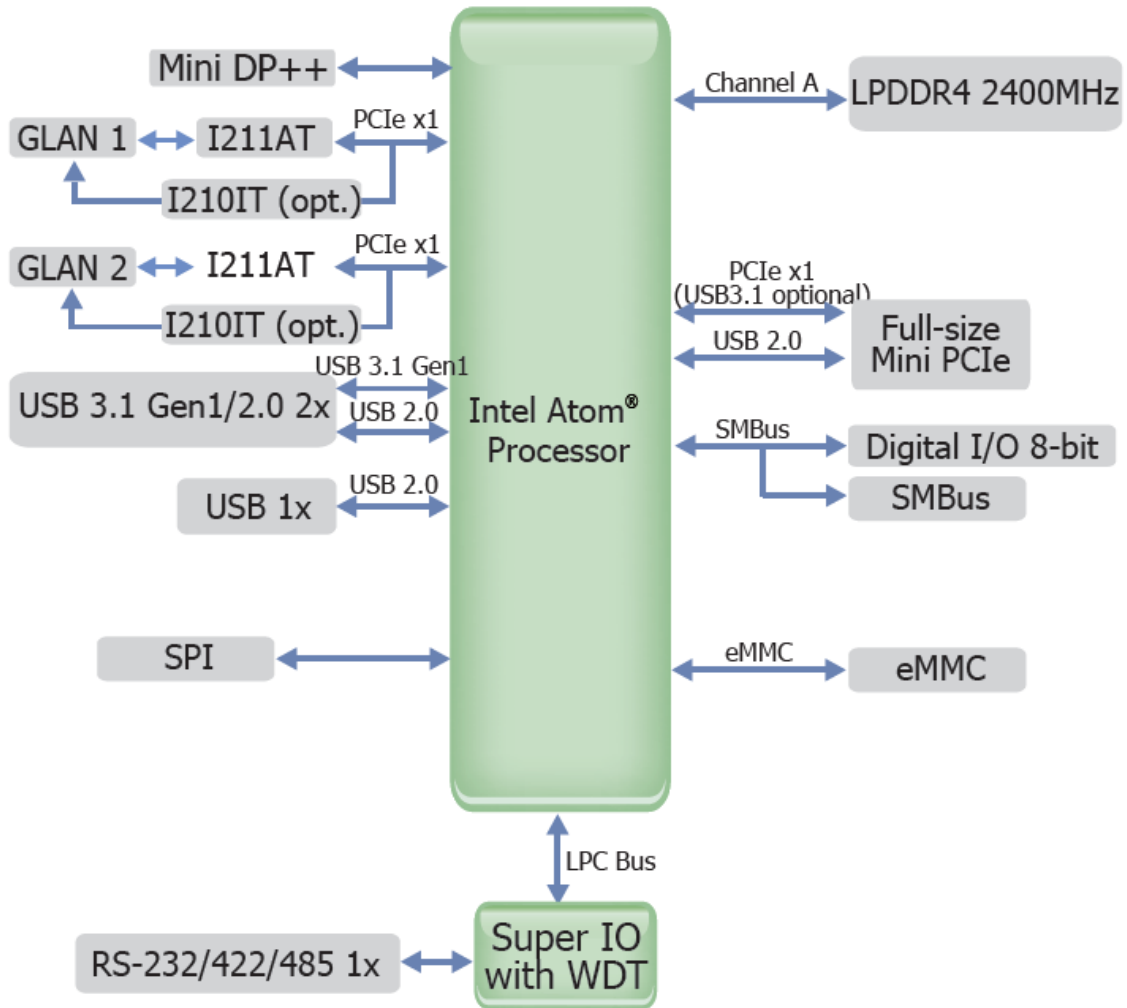 Mini DP++
Channel A
LPDDR4 2400MHz
GLAN 1
I211AT
PCIe x1
I210IT (opt.)
GLAN 2
I211AT
PCIe x1
I210IT (opt.)
PCIe x1
(USB3.1 optional)
USB 2.0
Full-size
Mini PCIe
USB 3.1 Gen1/2.0 2x
USB 3.1 Gen1
USB 2.0
Intel Atom®
Processor
SMBus
Digital I/O 8-bit
SMBus
USB 1x
USB 2.0
SPI
eMMC
eMMC
LPC Bus
Super IO
with WDT
RS-232/422/485 1x